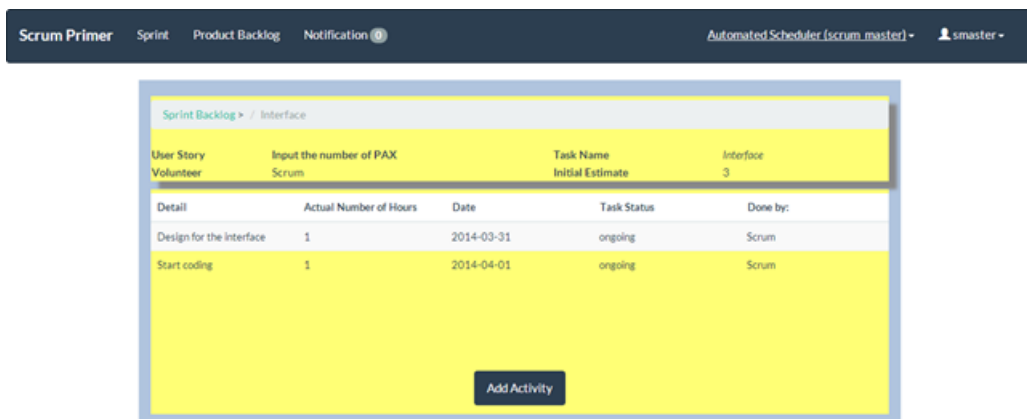 Scrum Primer Sprint Product Backlog Notification 0 Automated Scheduler (scrum_master) smaster
Sprint Backlog > / Interface
User Story Input the number of PAX Task Name Interface
Volunteer Scrum Initial Estimate 3
Detail Actual Number of Hours Date Task Status Done by:
Design for the interface 1 2014-03-31 ongoing Scrum
Start coding 1 2014-04-01 ongoing Scrum
Add Activity